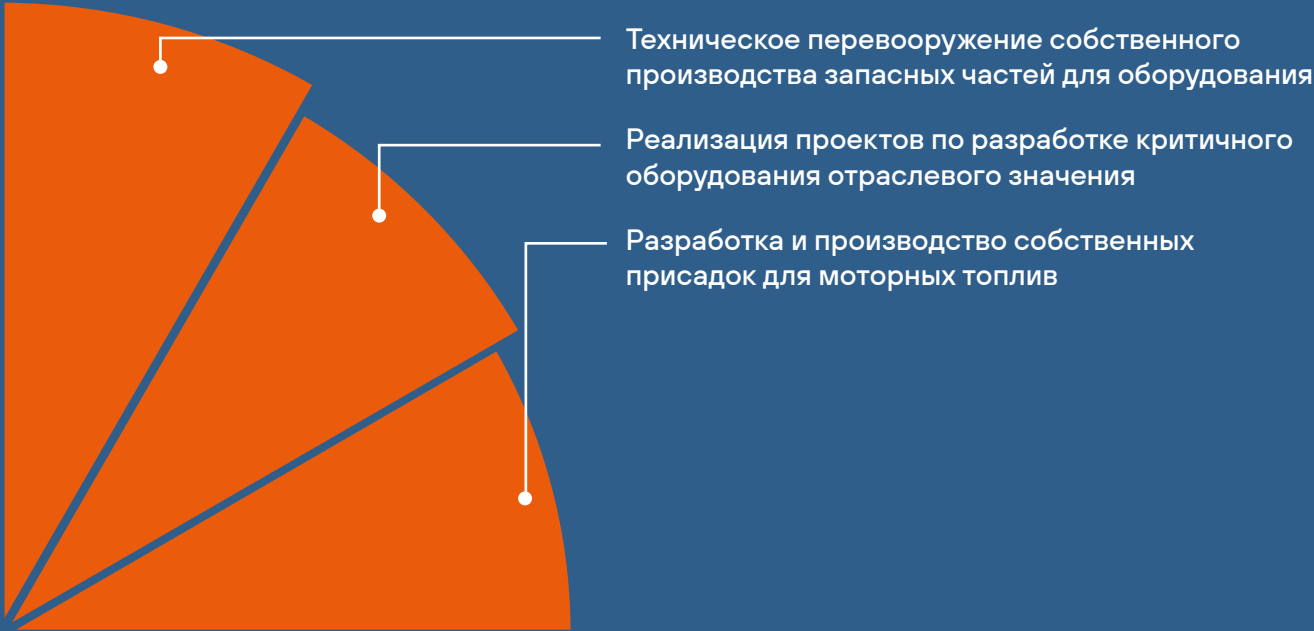 Техническое перевооружение собственного
производства запасных частей для оборудования
Реализация проектов по разработке критичного
оборудования отраслевого значения
Разработка и производство собственных
присадок для моторных топлив